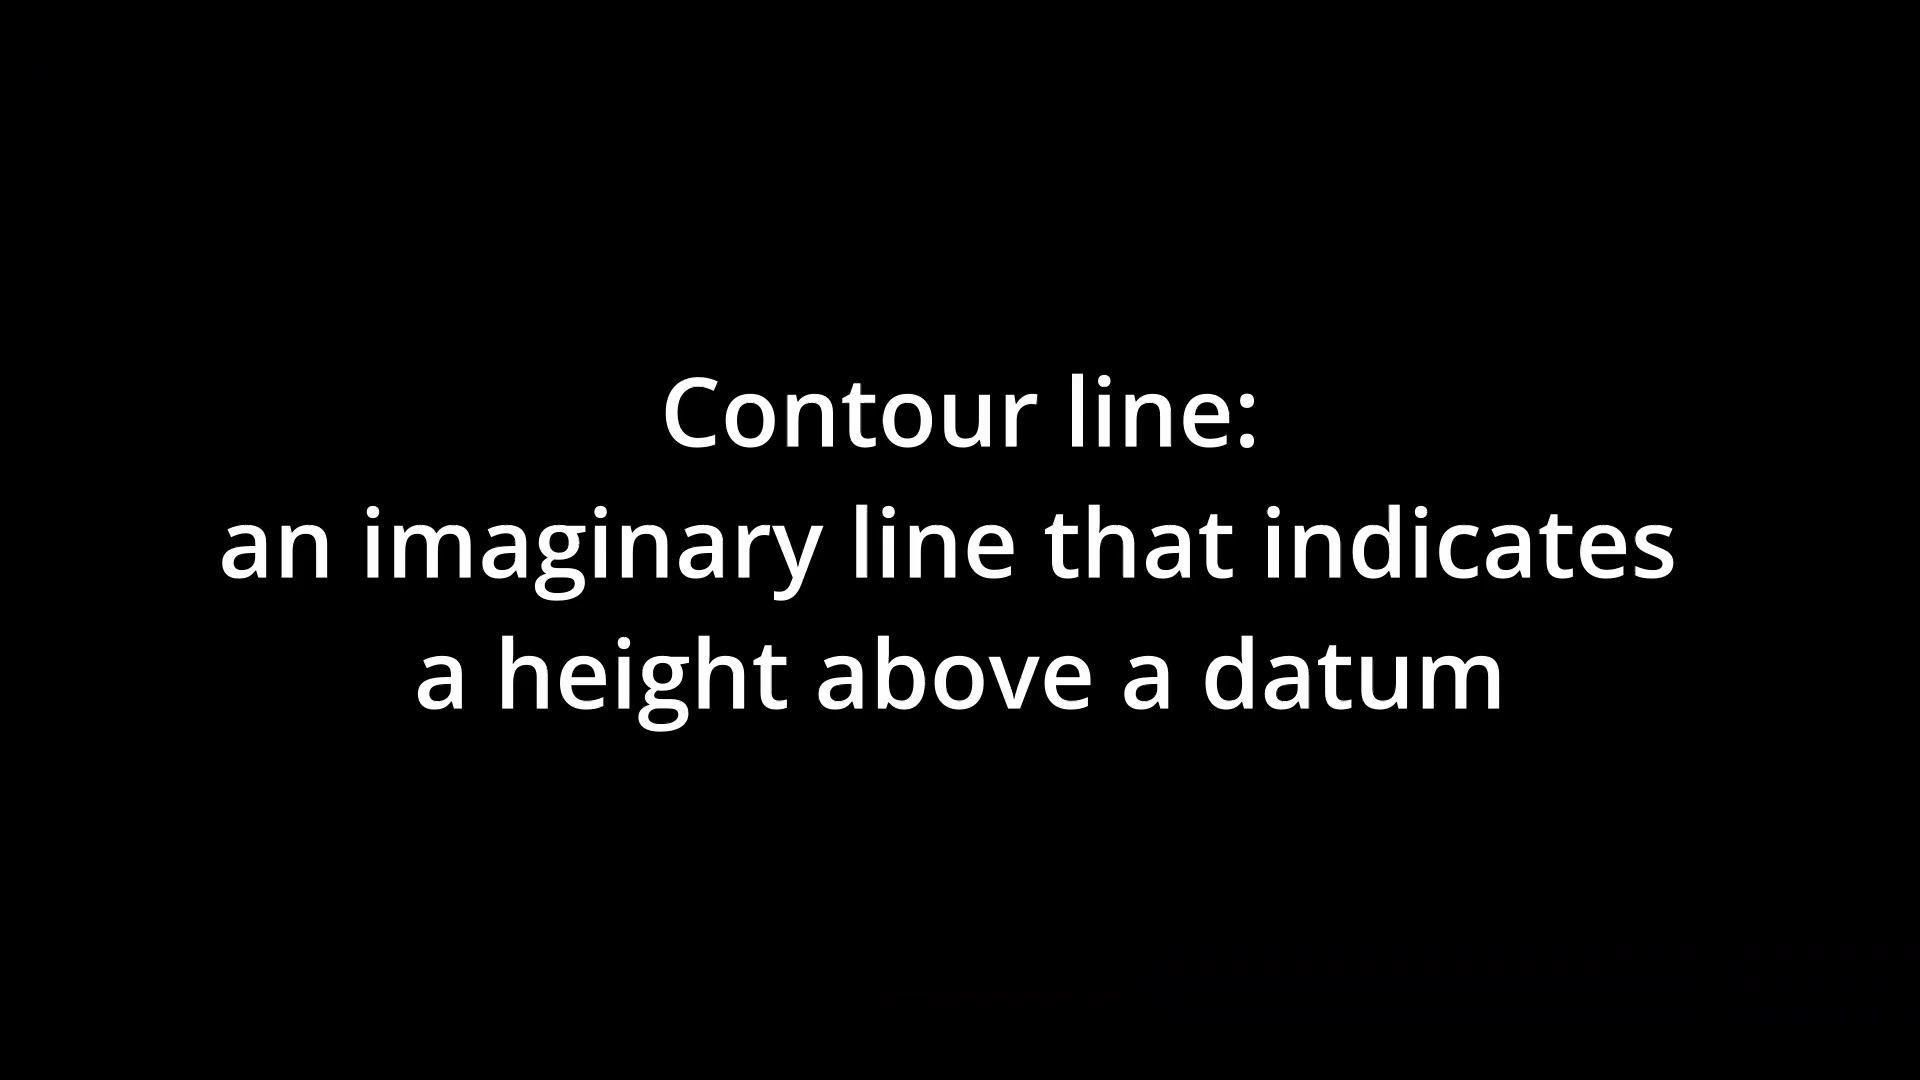 Contour line:
an imaginary line that indicates
a height above a datum